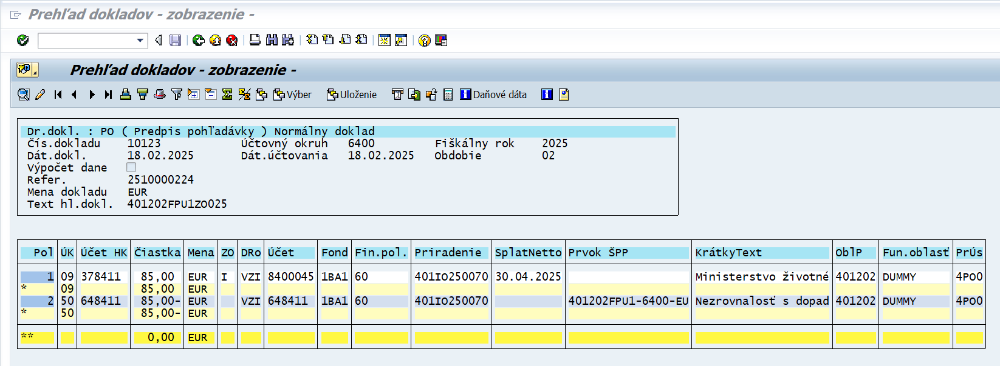 Prehľad dokladov - zobrazenie -
Prehľad dokladov - zobrazenie -
Výber Uloženie Daňové dáta
Dr.dokl. : PO ( Predpis pohľadávky ) Normálny doklad
Čís.dokladu 10123 Účtovný okruh 6400 Fiškálny rok 2025
Dát.dokl. 18.02.2025 Dát.účtovania 18.02.2025 Obdobie 02
Výpočet dane
Refer. 2510000224
Mena dokladu EUR
Text hl.dokl. 401202FPU1ZO025
Pol ÚK Účet HK Čiastka Mena ZO DRo Účet Fond Fin.pol. Priradenie SplatNetto Prvok ŠPP KrátkyText OblP Fun.oblasť PrÚs
1 09 378411 85,00 EUR I VZI 8400045 1BA1 60 401IO250070 30.04.2025 Ministerstvo životné 401202 DUMMY 4PO0
* 09 85,00 EUR
2 50 648411 85,00- EUR VZI 648411 1BA1 60 401IO250070 401202FPU1-6400-EU Nezrovnalosť s dopad 401202 DUMMY 4PO0
* 50 85,00- EUR
** 0,00 EUR